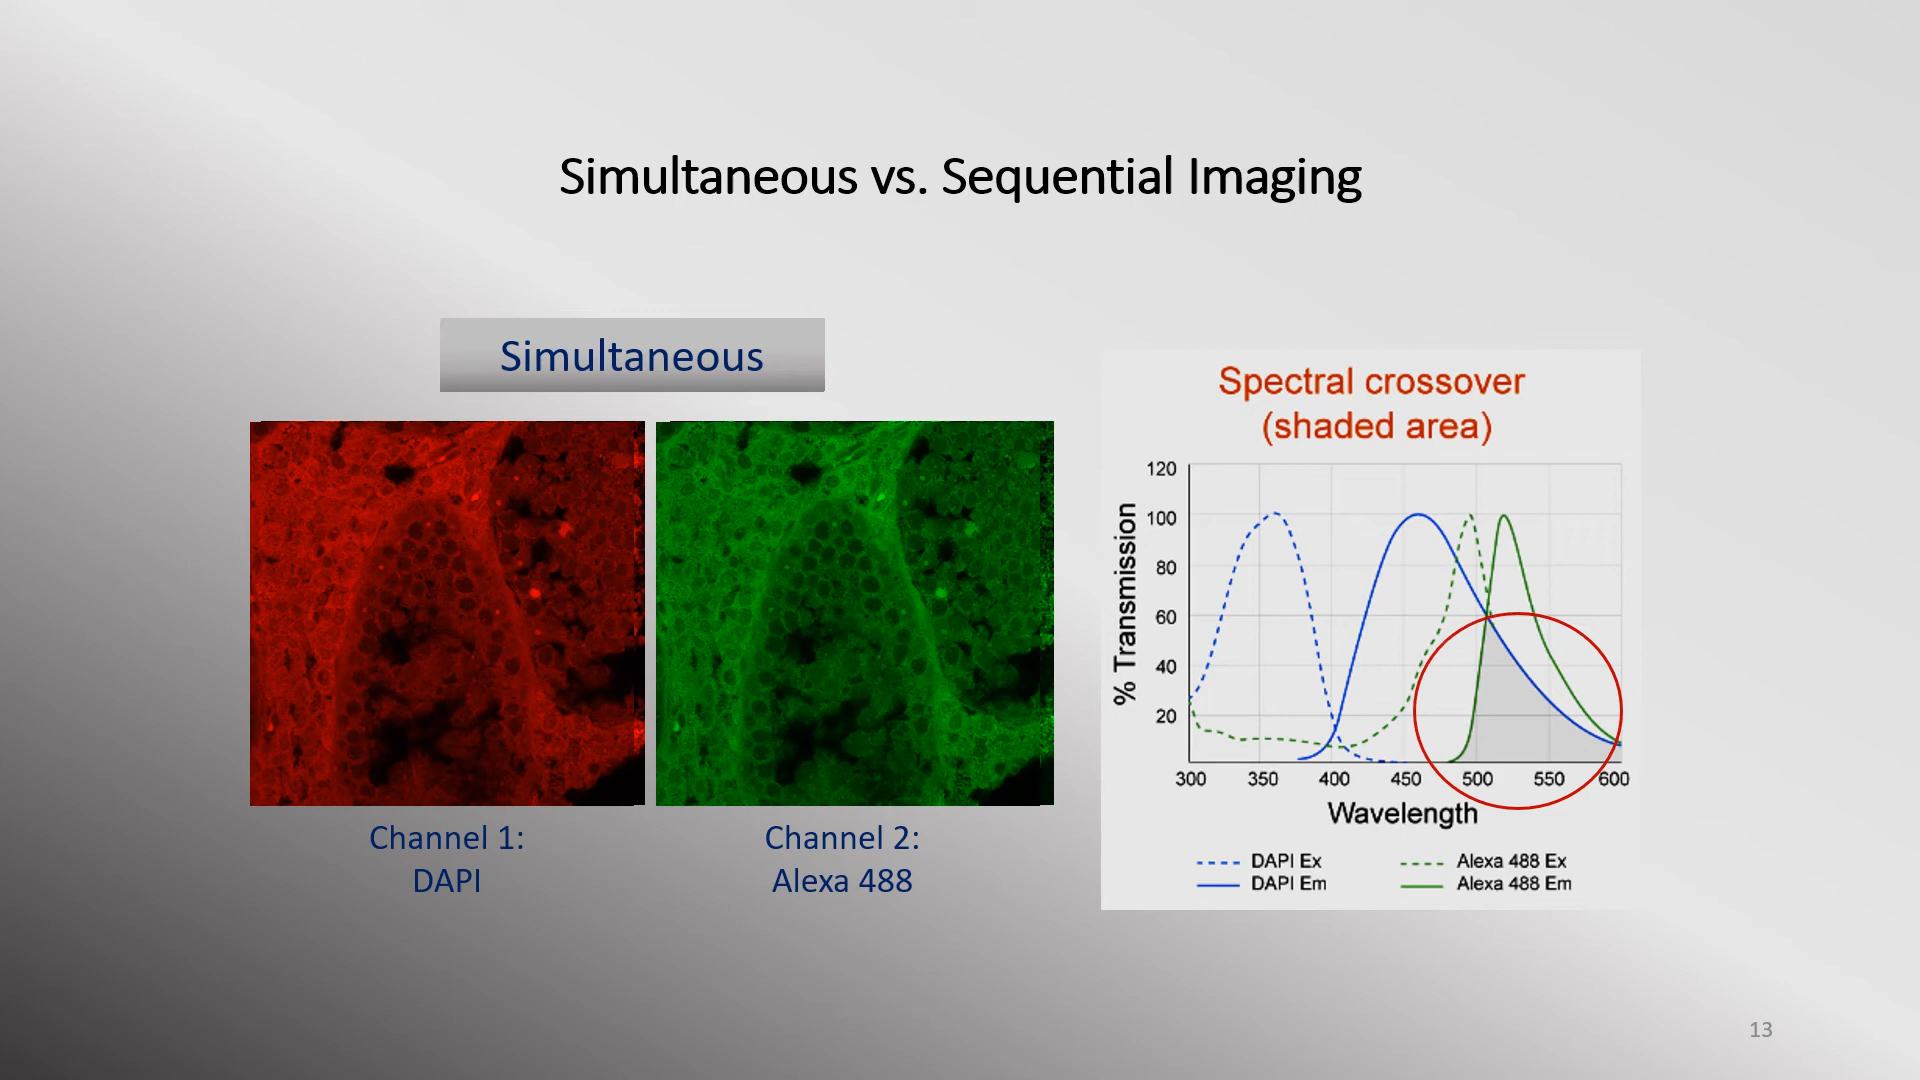 Simultaneous vs. Sequential Imaging
Simultaneous
Channel 1:
DAPI
Channel 2:
Alexa 488
Spectral crossover
(shaded area)
% Transmission
120
100
80
60
40
20
300 350 400 450 500 550 600
Wavelength
DAPI Ex
DAPI Em
Alexa 488 Ex
Alexa 488 Em
13